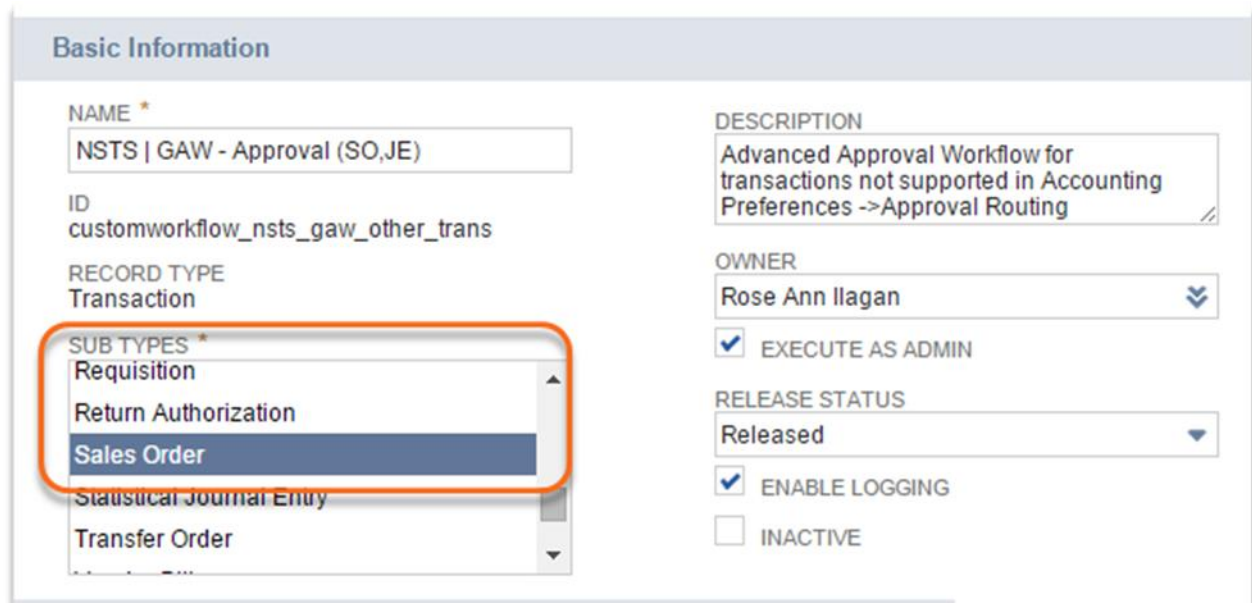 Basic Information
NAME *
NSTS | GAW - Approval (SO,JE)
ID
customworkflow_nsts_gaw_other_trans
RECORD TYPE
Transaction
SUB TYPES *
Requisition
Return Authorization
Sales Order
Statistical Journal Entry
Transfer Order
DESCRIPTION
Advanced Approval Workflow for
transactions not supported in Accounting
Preferences ->Approval Routing
OWNER
Rose Ann Ilagan
EXECUTE AS ADMIN
RELEASE STATUS
Released
ENABLE LOGGING
INACTIVE